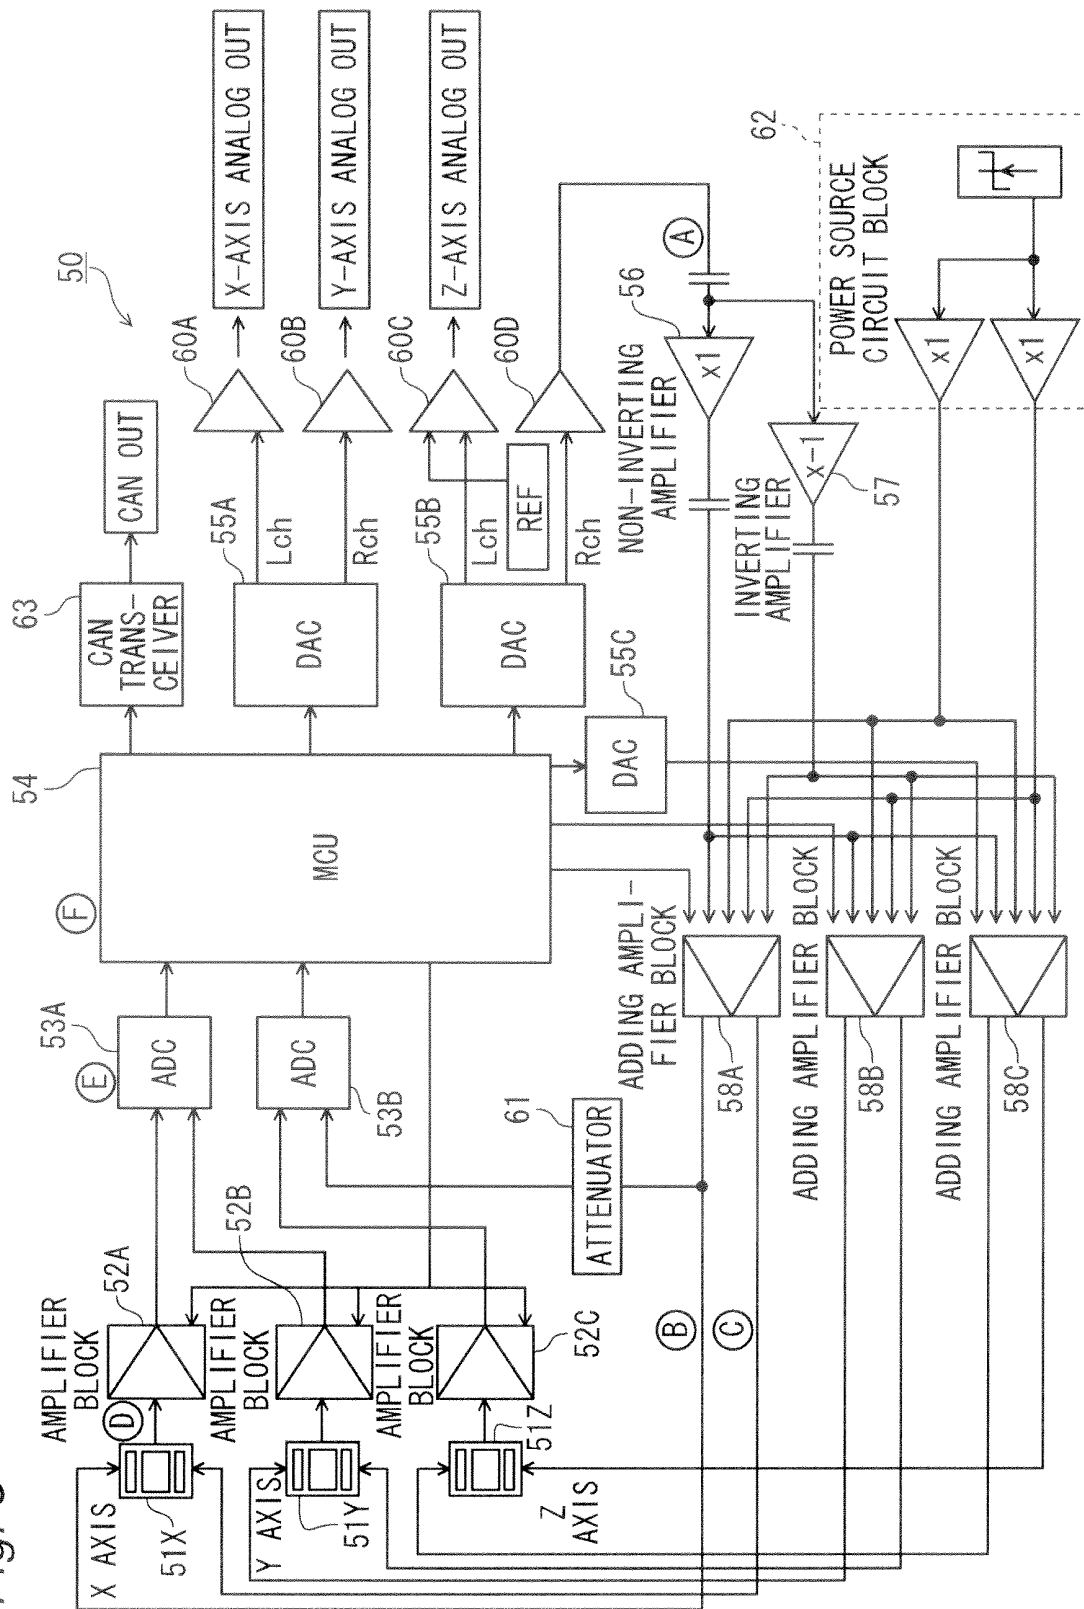 Fig. 
50
X AXIS
51X
AMPLIFIER
BLOCK
D
52A
E
53A
ADC
F
54
MCU
63
CAN
TRANS-
CEIVER
CAN OUT
55A
DAC
Lch
Rch
60A
X-AXIS ANALOG OUT
60B
Y-AXIS ANALOG OUT
Y AXIS
51Y
AMPLIFIER
BLOCK
52B
ADC
53B
55B
DAC
Lch
Rch
REF
60C
Z-AXIS ANALOG OUT
60D
Z
AXIS
51Z
AMPLIFIER
BLOCK
52C
ATTENUATOR
61
DAC
55C
NON-INVERTING
AMPLIFIER
56
x1
A
INVERTING
AMPLIFIER
x-1
57
B
C
ADDING AMPLI-
FIER BLOCK
58A
ADDING AMPLIFIER BLOCK
58B
ADDING AMPLIFIER BLOCK
58C
62
POWER SOURCE
CIRCUIT BLOCK
x1
x1